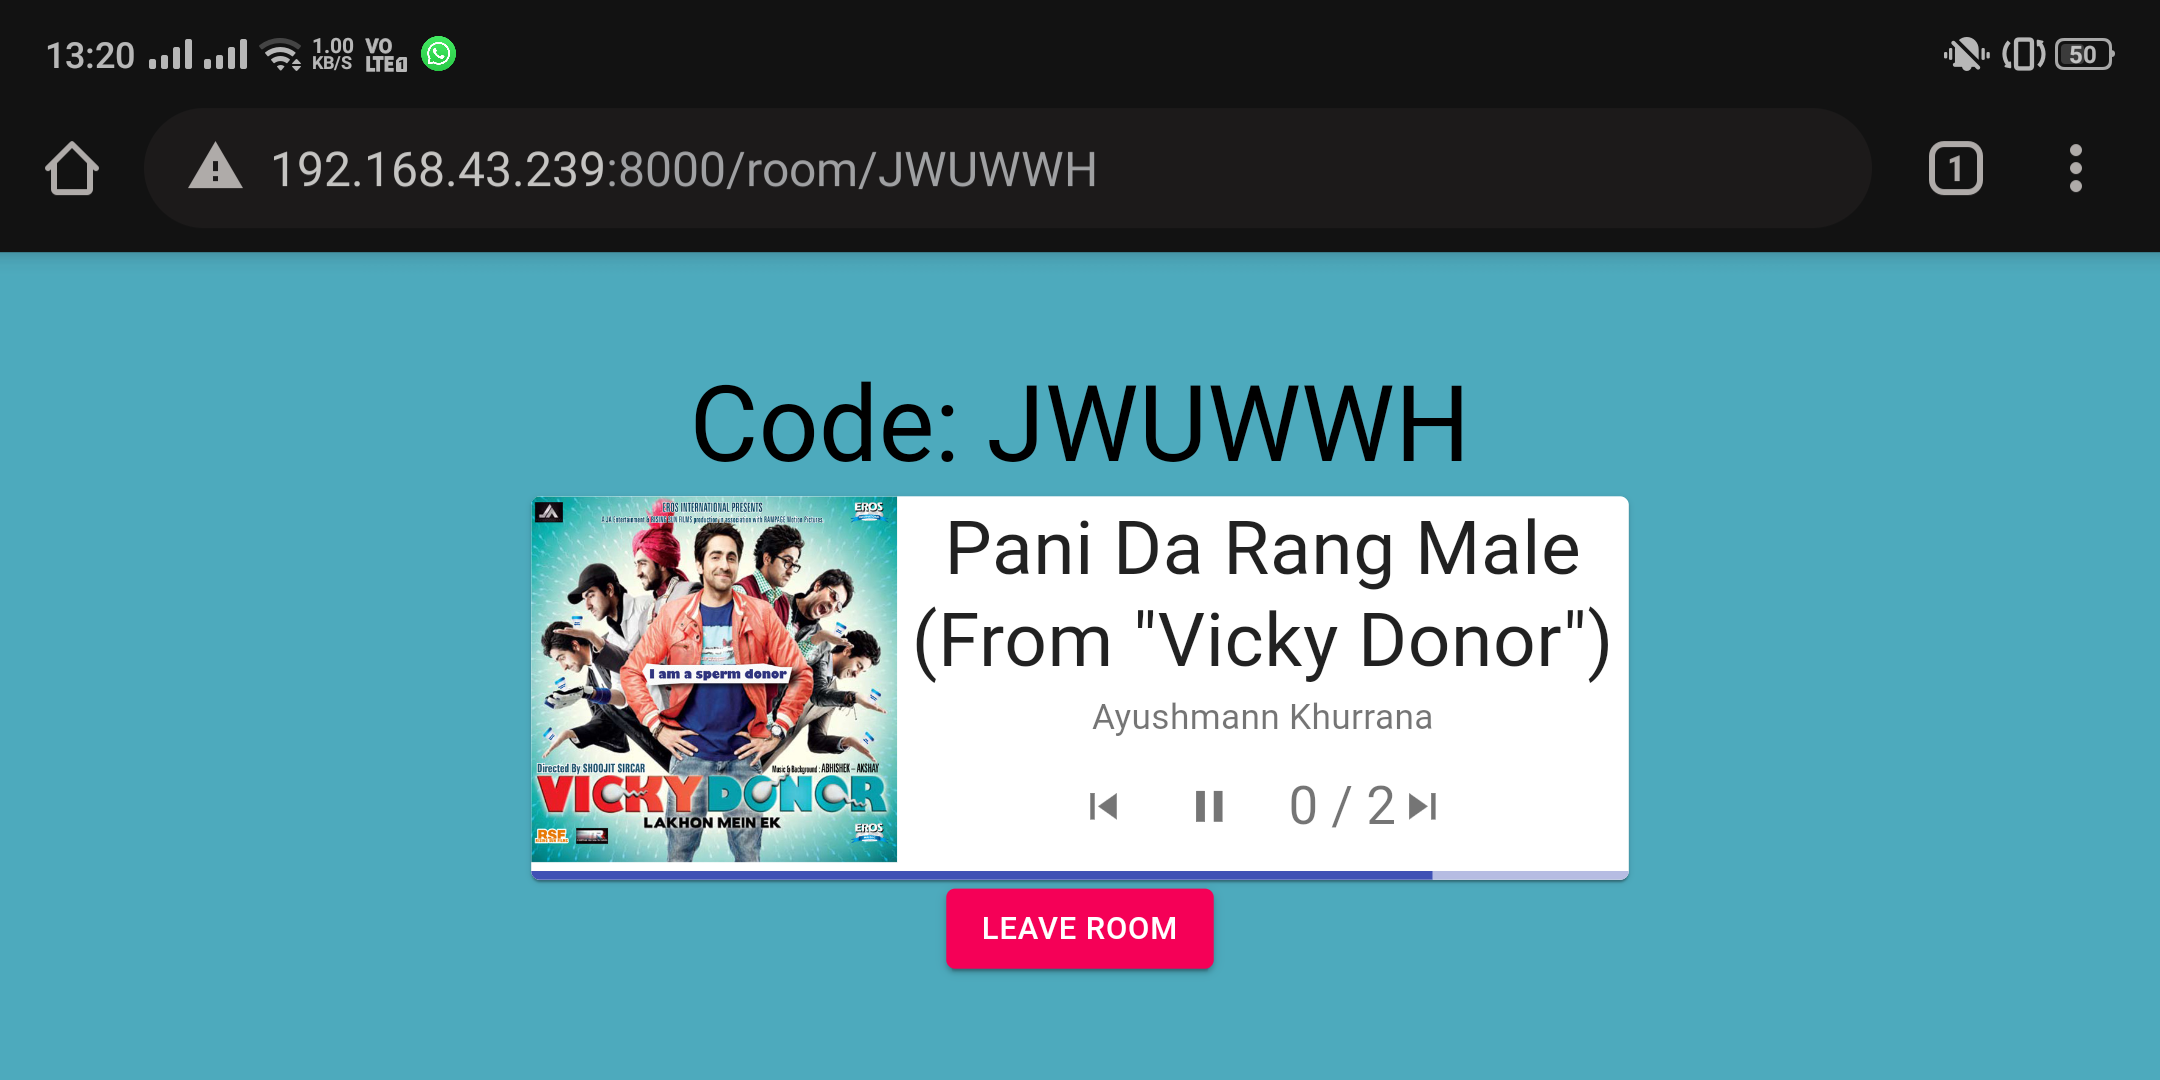 13:20 1.00 KB/S VO LTE 1 50
192.168.43.239:8000/room/JWUWWH 1
Code: JWUWWH
EROS INTERNATIONAL PRESENTS
EROS
I am a sperm donor
Directed By SHOOJIT SIRCAR
Music & Background : ABHISHEK – AKSHAY
VICKY DONOR
LAKHON MEIN EK
RSF
EROS
Pani Da Rang Male
(From "Vicky Donor")
Ayushmann Khurrana
0 / 2
LEAVE ROOM